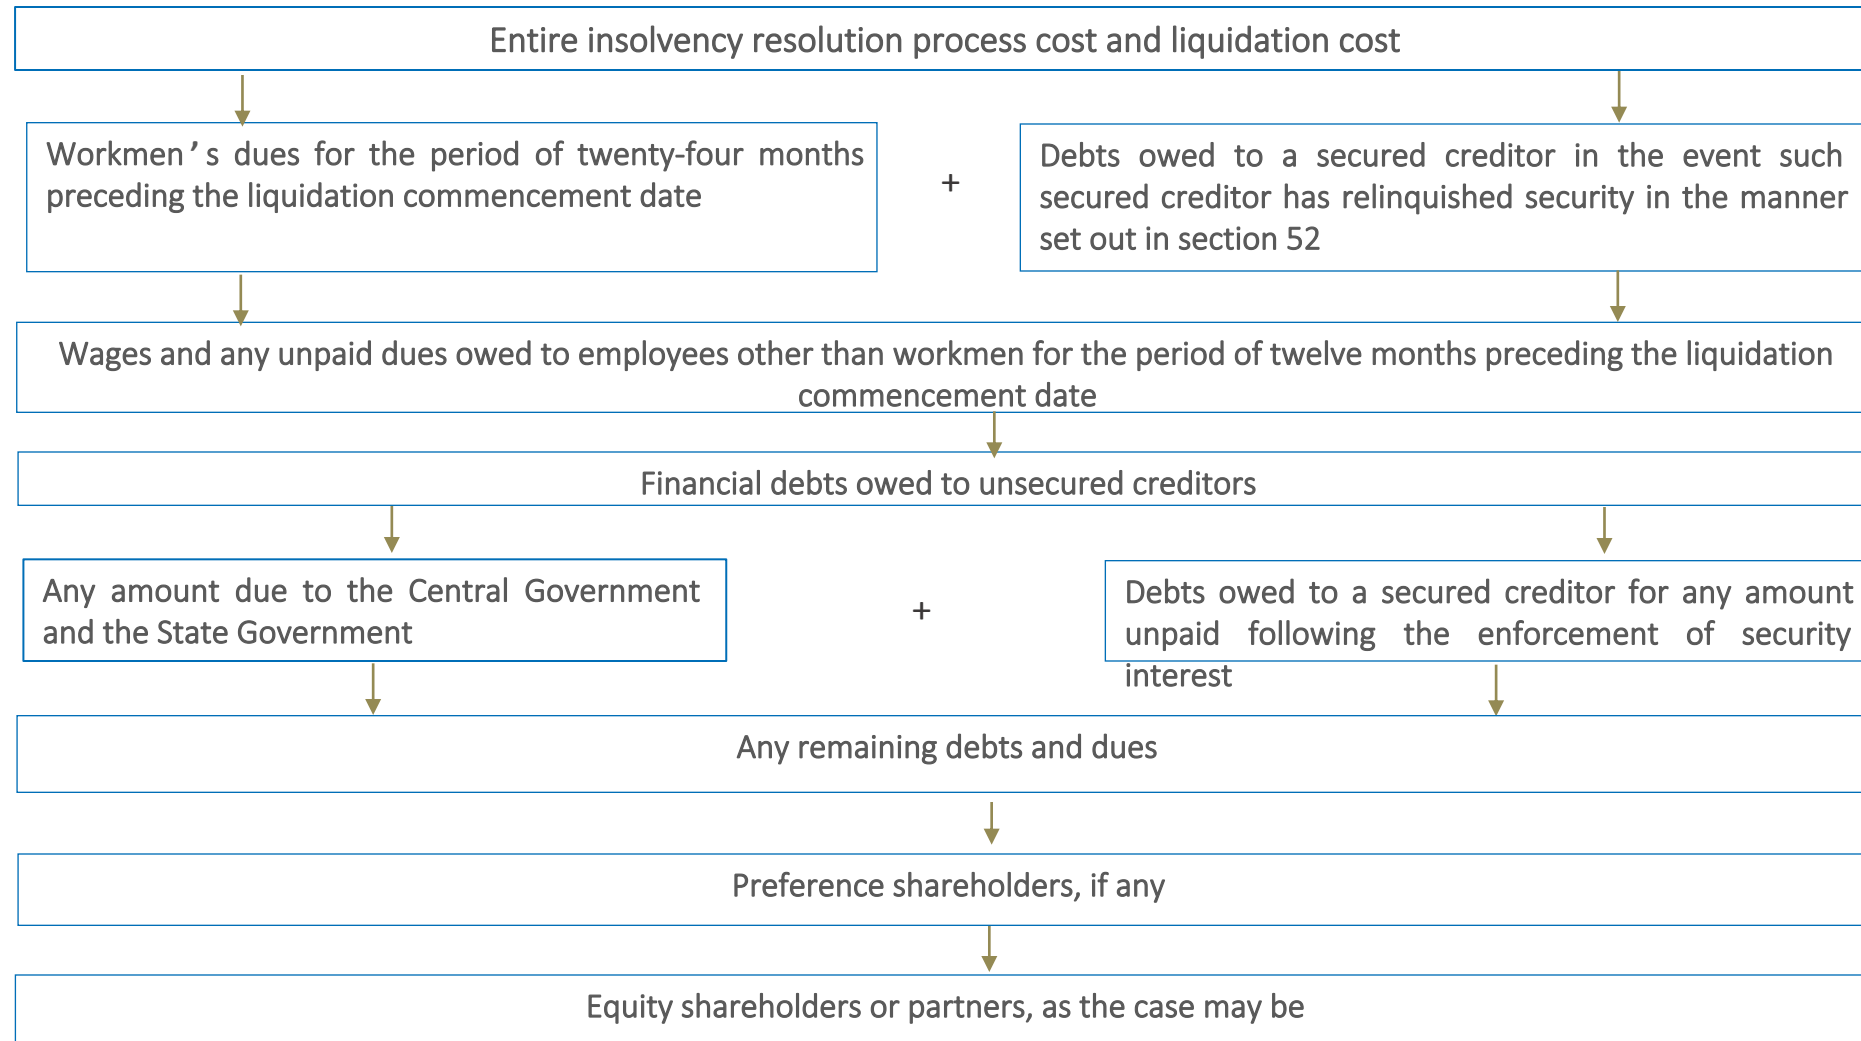 Entire insolvency resolution process cost and liquidation cost
Workmen's dues for the period of twenty-four months
preceding the liquidation commencement date
+
Debts owed to a secured creditor in the event such
secured creditor has relinquished security in the manner
set out in section 52
Wages and any unpaid dues owed to employees other than workmen for the period of twelve months preceding the liquidation
commencement date
Financial debts owed to unsecured creditors
Any amount due to the Central Government
and the State Government
+
Debts owed to a secured creditor for any amount
unpaid following the enforcement of security
interest
Any remaining debts and dues
Preference shareholders, if any
Equity shareholders or partners, as the case may be